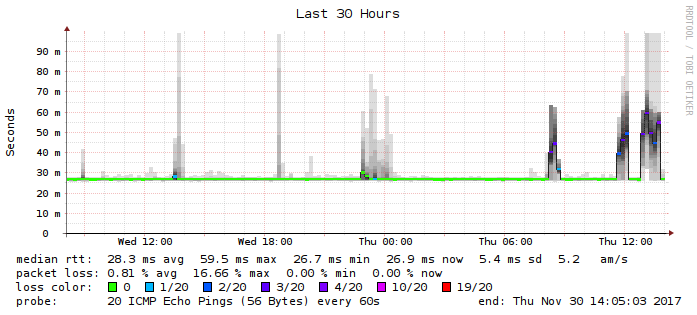 Last 30 Hours
RRDTOOL / TOBI OETIKER
Seconds
90 m
80 m
70 m
60 m
50 m
40 m
30 m
20 m
10 m
0
Wed 12:00 Wed 18:00 Thu 00:00 Thu 06:00 Thu 12:00
median rtt: 28.3 ms avg 59.5 ms max 26.7 ms min 26.9 ms now 5.4 ms sd 5.2 am/s
packet loss: 0.81 % avg 16.66 % max 0.00 % min 0.00 % now
loss color: 0 1/20 2/20 3/20 4/20 10/20 19/20
probe: 20 ICMP Echo Pings (56 Bytes) every 60s end: Thu Nov 30 14:05:03 2017